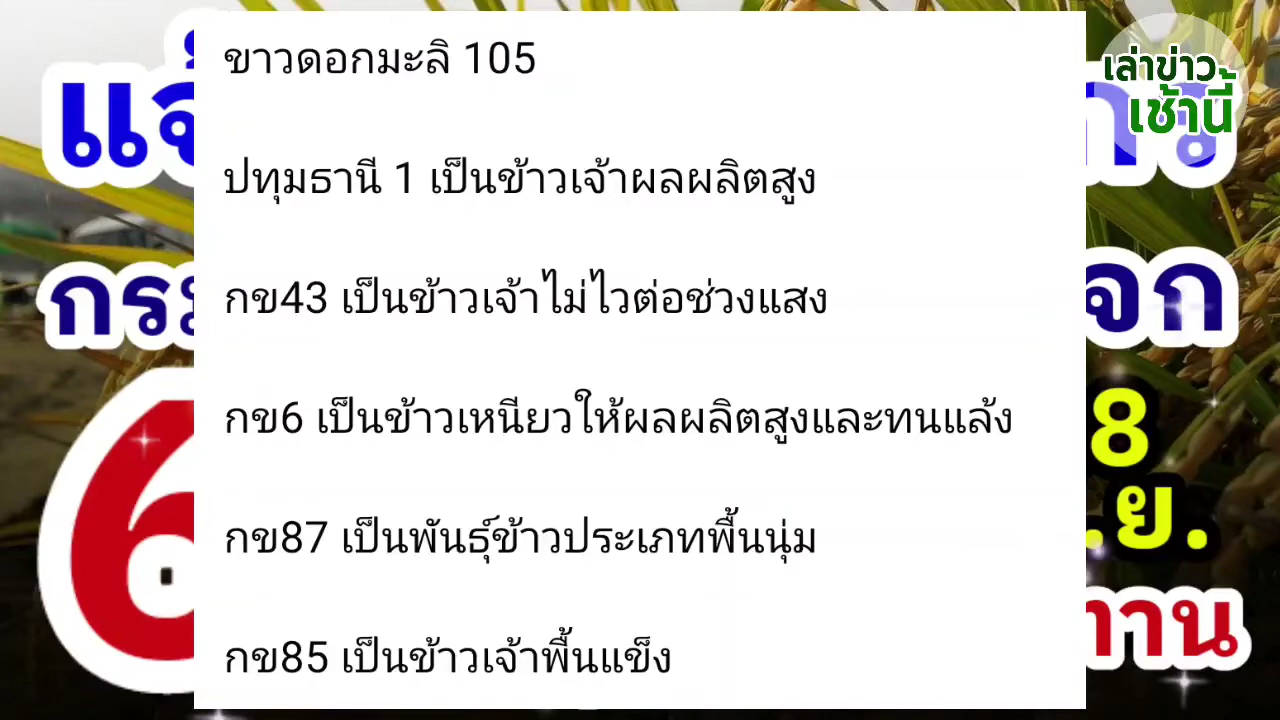 ขาวดอกมะลิ 105
ปทุมธานี 1 เป็นข้าวเจ้าผลผลิตสูง
กข43 เป็นข้าวเจ้าไม่ไวต่อช่วงแสง
กข6 เป็นข้าวเหนียวให้ผลผลิตสูงและทนแล้ง
กข87 เป็นพันธุ์ข้าวประเภทพื้นนุ่ม
กข85 เป็นข้าวเจ้าพื้นแข็ง
เล่าข่าว
เช้านี้
6
8